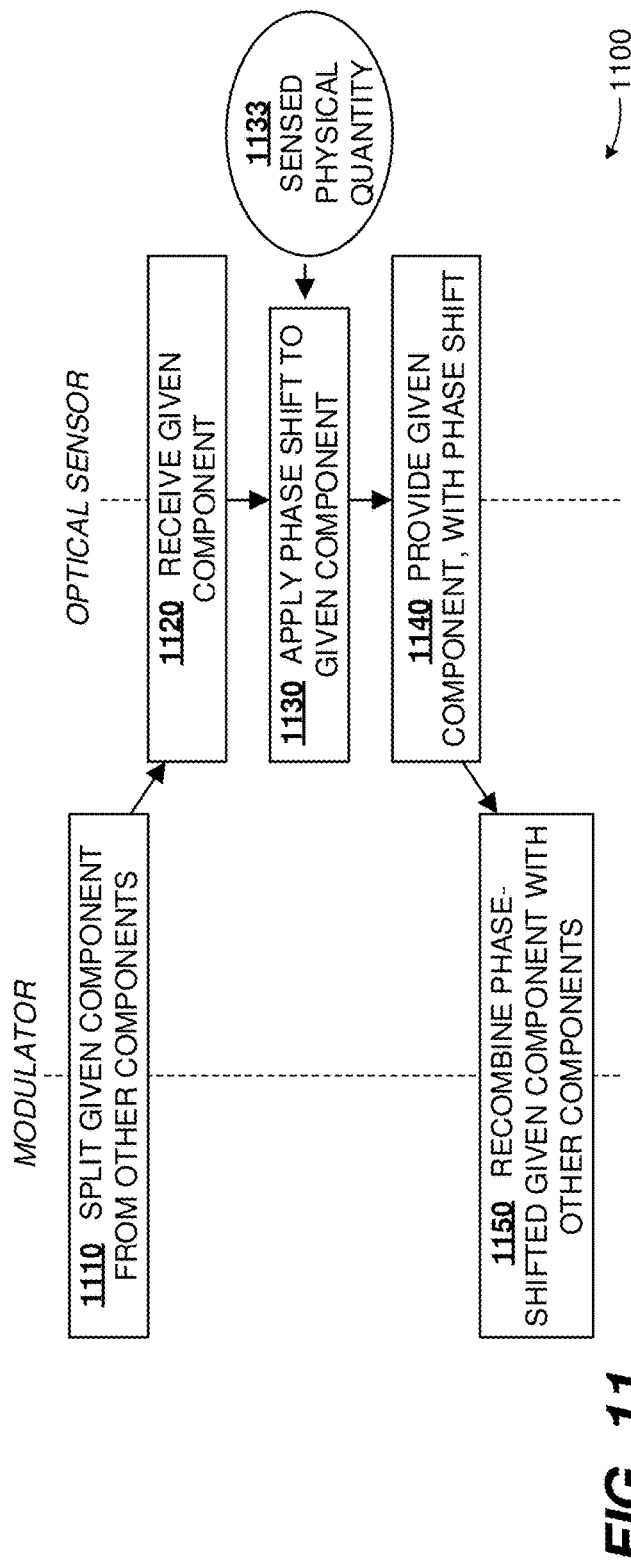 MODULATOR
OPTICAL SENSOR
1110 SPLIT GIVEN COMPONENT
FROM OTHER COMPONENTS
1120 RECEIVE GIVEN
COMPONENT
1130 APPLY PHASE SHIFT TO
GIVEN COMPONENT
1133
SENSED
PHYSICAL
QUANTITY
1140 PROVIDE GIVEN
COMPONENT, WITH PHASE SHIFT
1150 RECOMBINE PHASE-
SHIFTED GIVEN COMPONENT WITH
OTHER COMPONENTS
1100
FIG. 11